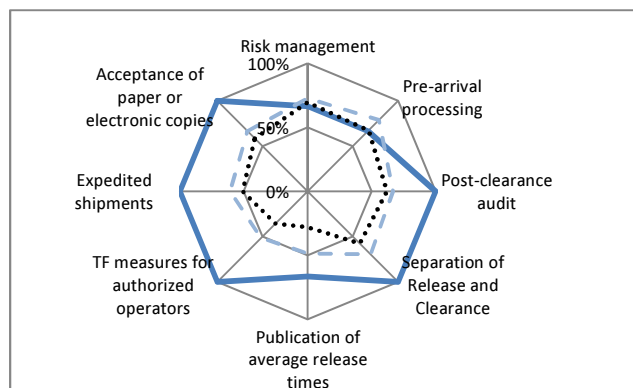 Risk management
100%
Acceptance of
paper or
electronic copies
Pre-arrival
processing
50%
Expedited
shipments
0%
Post-clearance
audit
TF measures for
authorized
operators
Separation of
Release and
Clearance
Publication of
average release
times